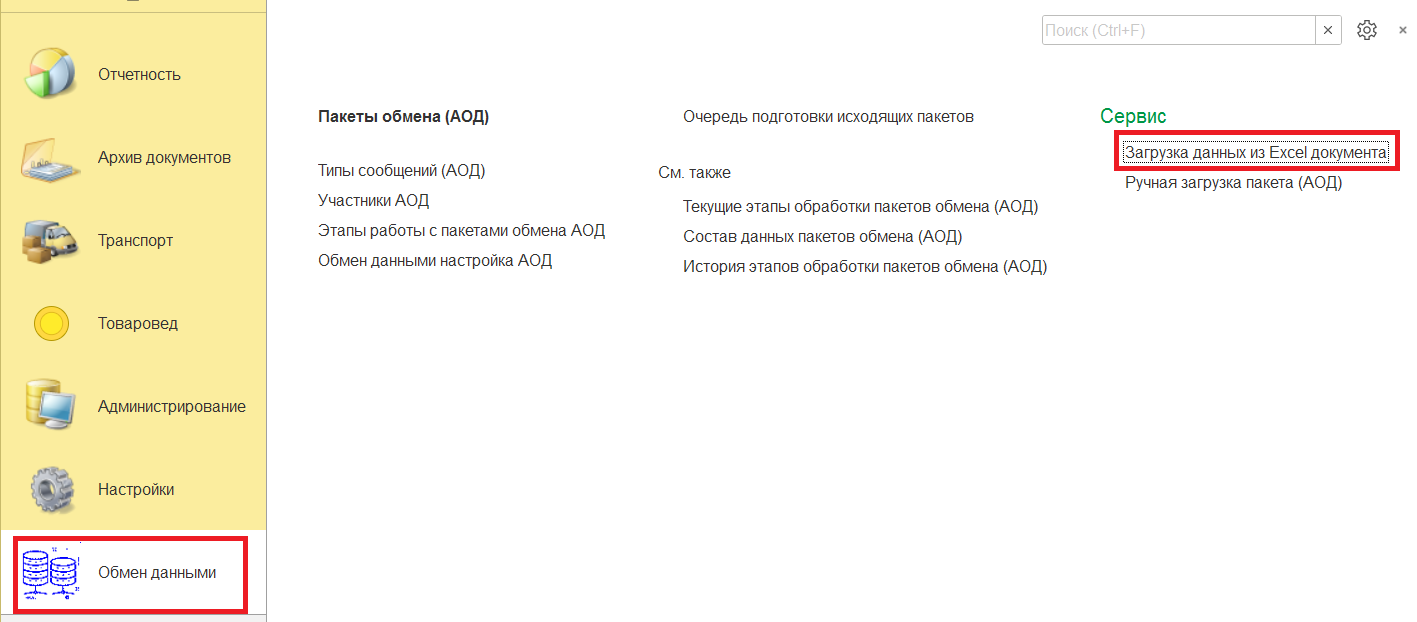 Отчетность
Архив документов
Транспорт
Товаровед
Администрирование
Настройки
Обмен данными
Поиск (Ctrl+F)
Пакеты обмена (АОД)
Типы сообщений (АОД)
Участники АОД
Этапы работы с пакетами обмена АОД
Обмен данными настройка АОД
Очередь подготовки исходящих пакетов
См. также
Текущие этапы обработки пакетов обмена (АОД)
Состав данных пакетов обмена (АОД)
История этапов обработки пакетов обмена (АОД)
Сервис
Загрузка данных из Excel документа
Ручная загрузка пакета (АОД)